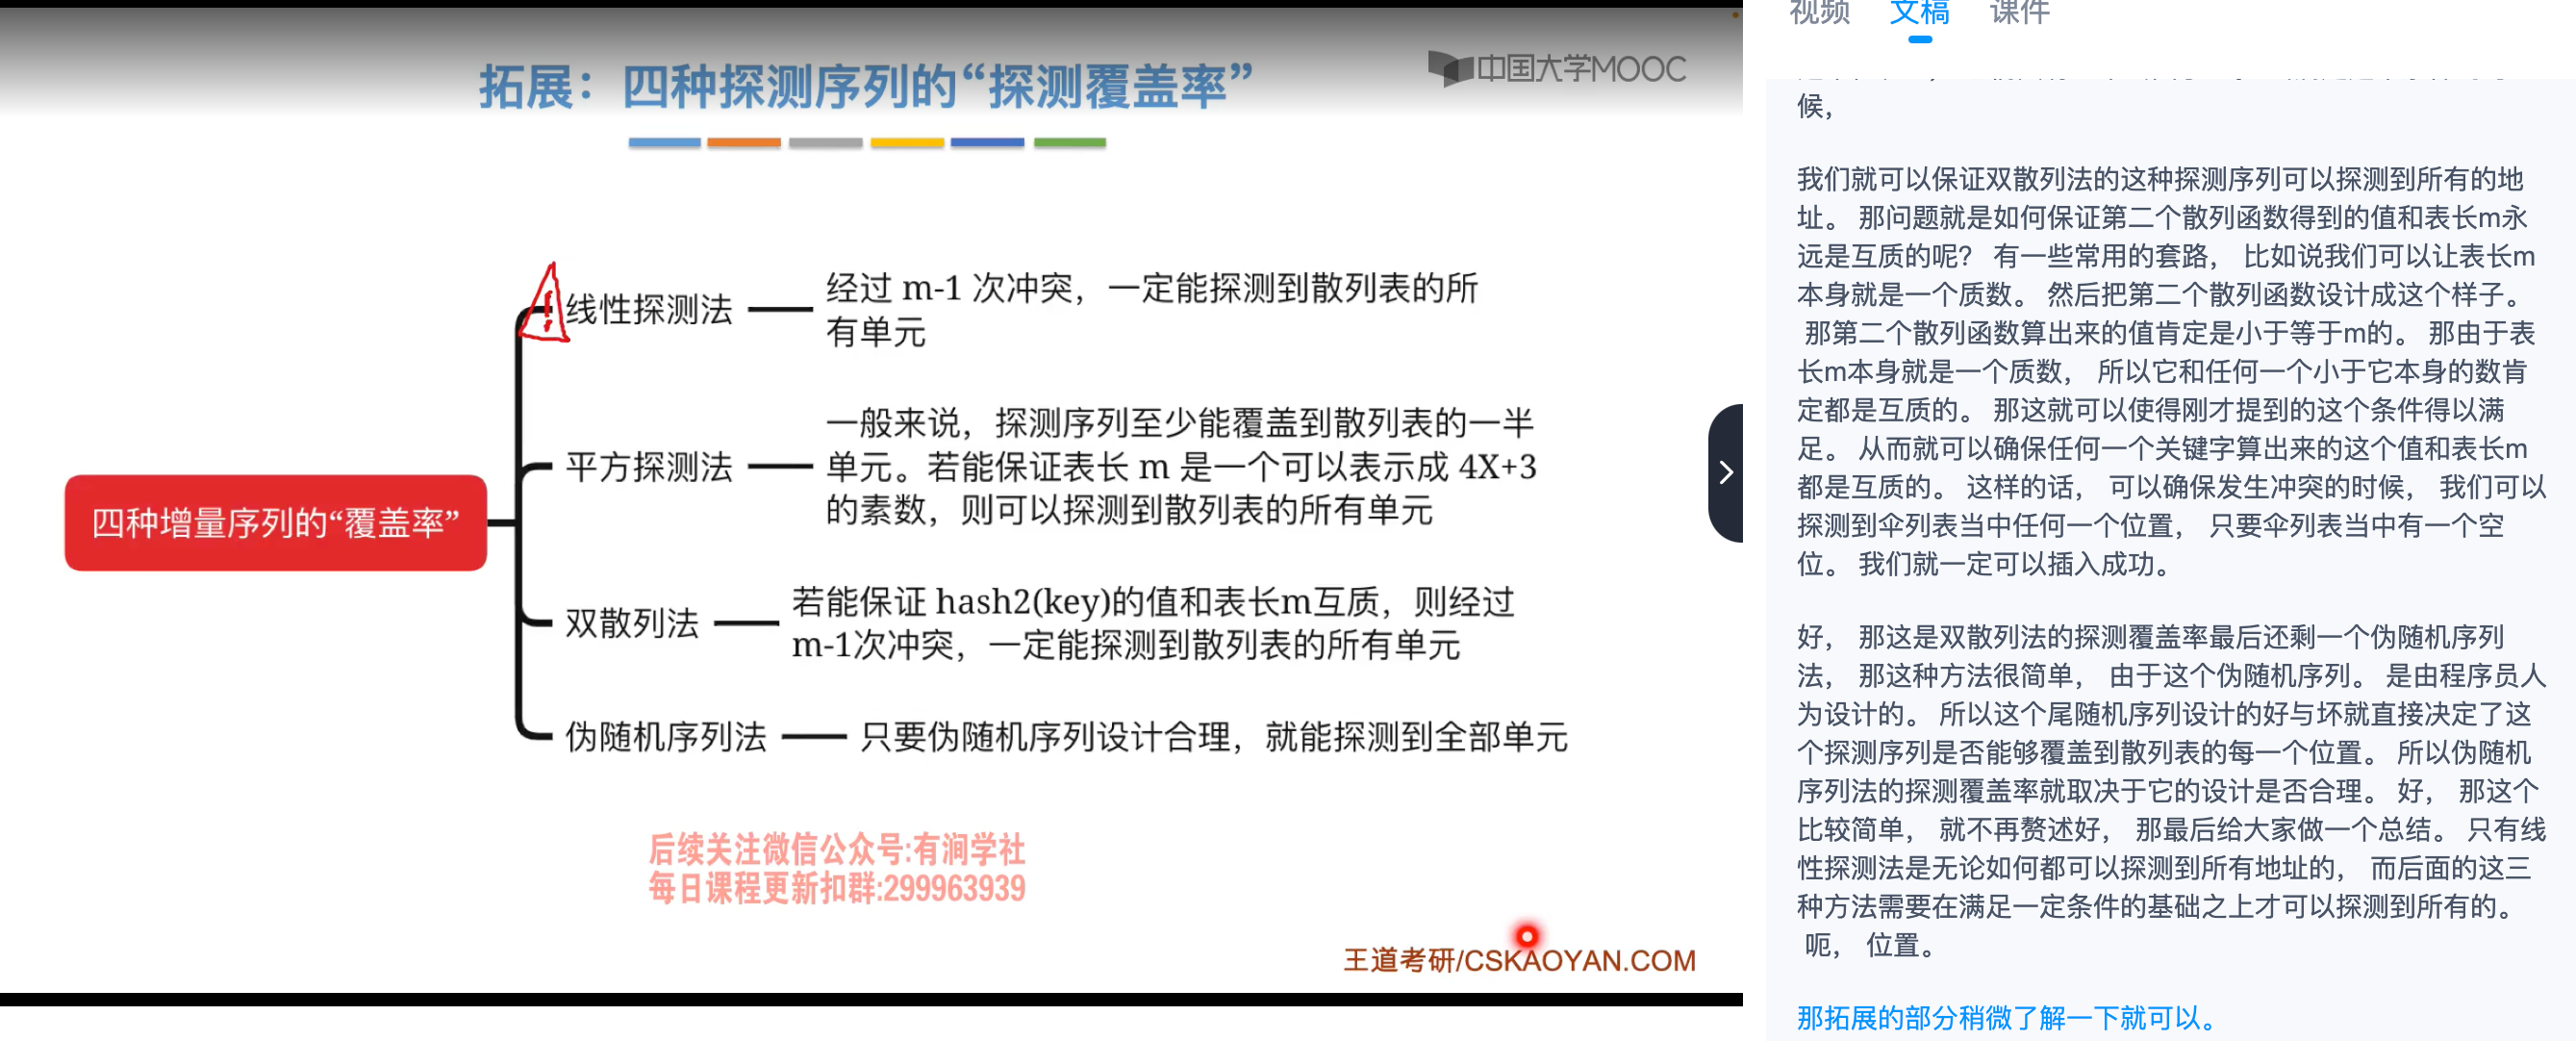 拓展：四种探测序列的“探测覆盖率”
中国大学MOOC
四种增量序列的“覆盖率”
线性探测法
经过 m-1 次冲突，一定能探测到散列表的所
有单元
平方探测法
一般来说，探测序列至少能覆盖到散列表的一半
单元。若能保证表长 m 是一个可以表示成 4X+3
的素数，则可以探测到散列表的所有单元
双散列法
若能保证 hash2(key)的值和表长m互质，则经过
m-1次冲突，一定能探测到散列表的所有单元
伪随机序列法
只要伪随机序列设计合理，就能探测到全部单元
后续关注微信公众号:有涧学社
每日课程更新扣群:299963939
王道考研/CSKAOYAN.COM
视频 文稿 课件
候，
我们就可以保证双散列法的这种探测序列可以探测到所有的地
址。 那问题就是如何保证第二个散列函数得到的值和表长m永
远是互质的呢？ 有一些常用的套路， 比如说我们可以让表长m
本身就是一个质数。 然后把第二个散列函数设计成这个样子。
那第二个散列函数算出来的值肯定是小于等于m的。 那由于表
长m本身就是一个质数， 所以它和任何一个小于它本身的数肯
定都是互质的。 那这就可以使得刚才提到的这个条件得以满
足。 从而就可以确保任何一个关键字算出来的这个值和表长m
都是互质的。 这样的话， 可以确保发生冲突的时候， 我们可以
探测到伞列表当中任何一个位置， 只要伞列表当中有一个空
位。 我们就一定可以插入成功。
好， 那这是双散列法的探测覆盖率最后还剩一个伪随机序列
法， 那这种方法很简单， 由于这个伪随机序列。 是由程序员人
为设计的。 所以这个尾随机序列设计的好与坏就直接决定了这
个探测序列是否能够覆盖到散列表的每一个位置。 所以伪随机
序列法的探测覆盖率就取决于它的设计是否合理。 好， 那这个
比较简单， 就不再赘述好， 那最后给大家做一个总结。 只有线
性探测法是无论如何都可以探测到所有地址的， 而后面的这三
种方法需要在满足一定条件的基础之上才可以探测到所有的。
呃， 位置。
那拓展的部分稍微了解一下就可以。